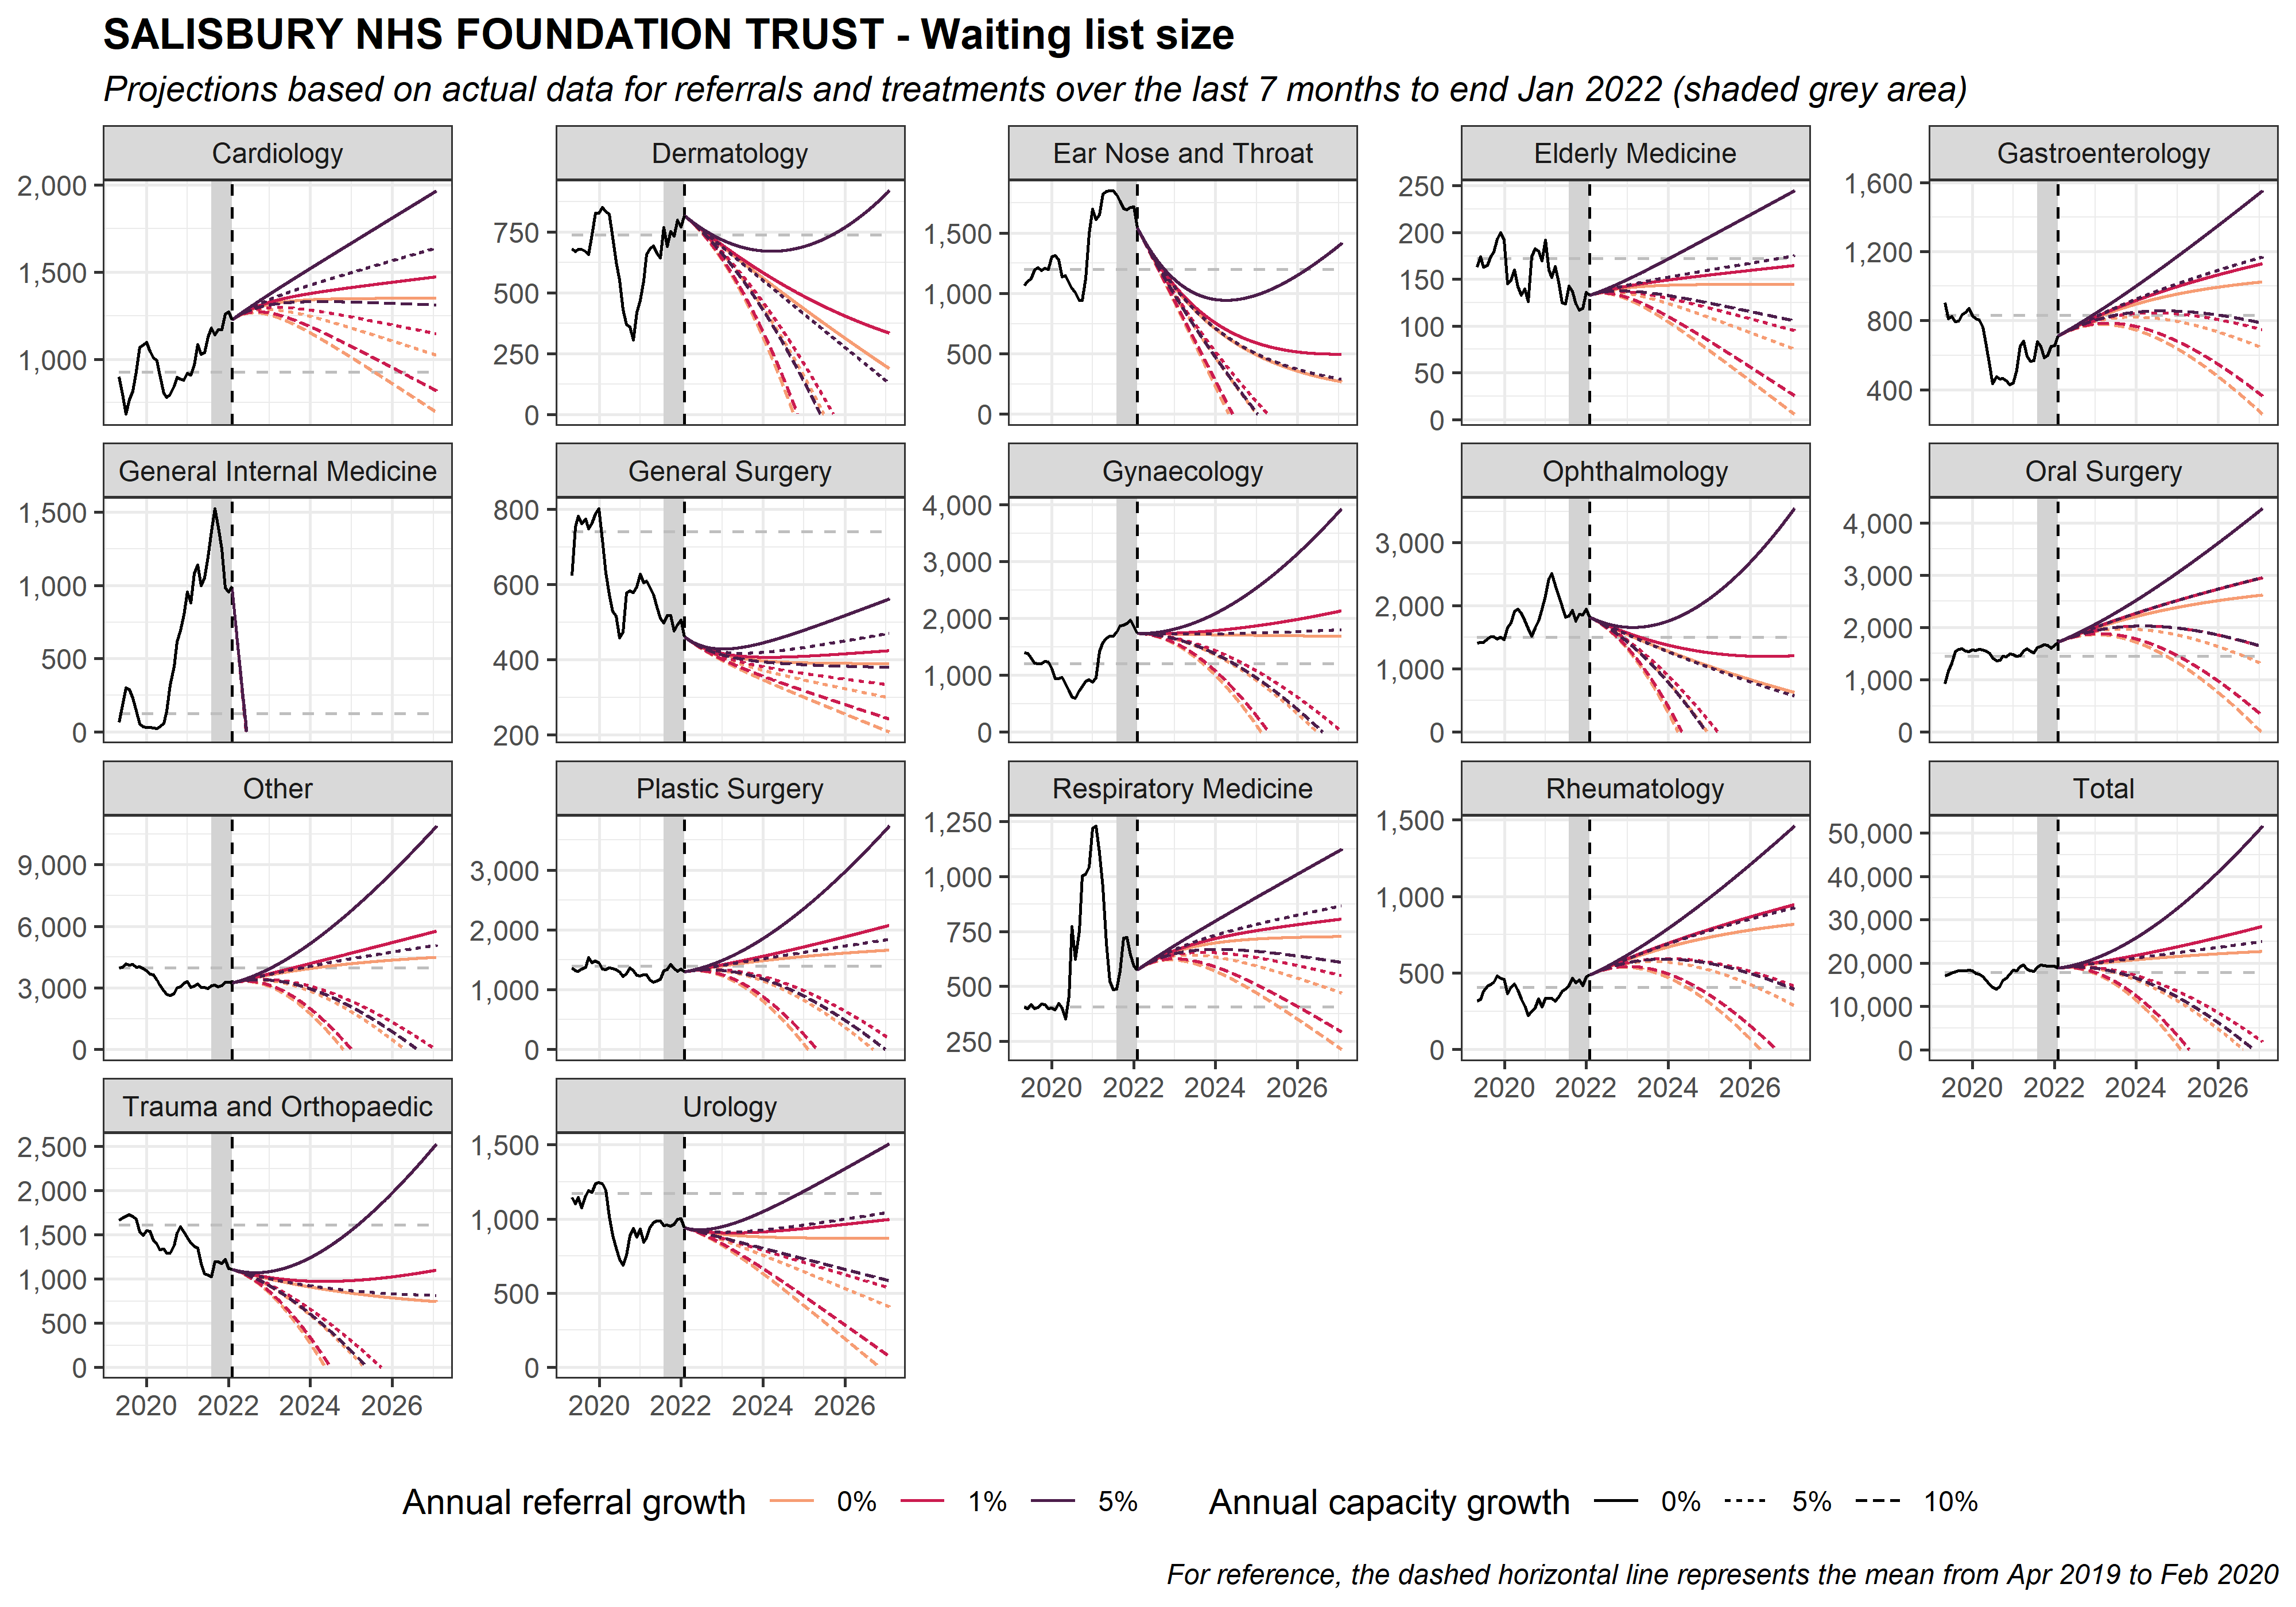 SALISBURY NHS FOUNDATION TRUST - Waiting list size
Projections based on actual data for referrals and treatments over the last 7 months to end Jan 2022 (shaded grey area)
Cardiology
2,000
1,500
1,000
Dermatology
750
500
250
0
Ear Nose and Throat
1,500
1,000
500
0
Elderly Medicine
250
200
150
100
50
0
Gastroenterology
1,600
1,200
800
400
General Internal Medicine
1,500
1,000
500
0
General Surgery
800
600
400
200
Gynaecology
4,000
3,000
2,000
1,000
0
Ophthalmology
3,000
2,000
1,000
0
Oral Surgery
4,000
3,000
2,000
1,000
0
Other
9,000
6,000
3,000
0
Plastic Surgery
3,000
2,000
1,000
0
Respiratory Medicine
1,250
1,000
750
500
250
2020 2022 2024 2026
Rheumatology
1,500
1,000
500
0
2020 2022 2024 2026
Total
50,000
40,000
30,000
20,000
10,000
0
2020 2022 2024 2026
Trauma and Orthopaedic
2,500
2,000
1,500
1,000
500
0
2020 2022 2024 2026
Urology
1,500
1,000
500
0
2020 2022 2024 2026
Annual referral growth 0% 1% 5% Annual capacity growth 0% 5% 10%
For reference, the dashed horizontal line represents the mean from Apr 2019 to Feb 2020